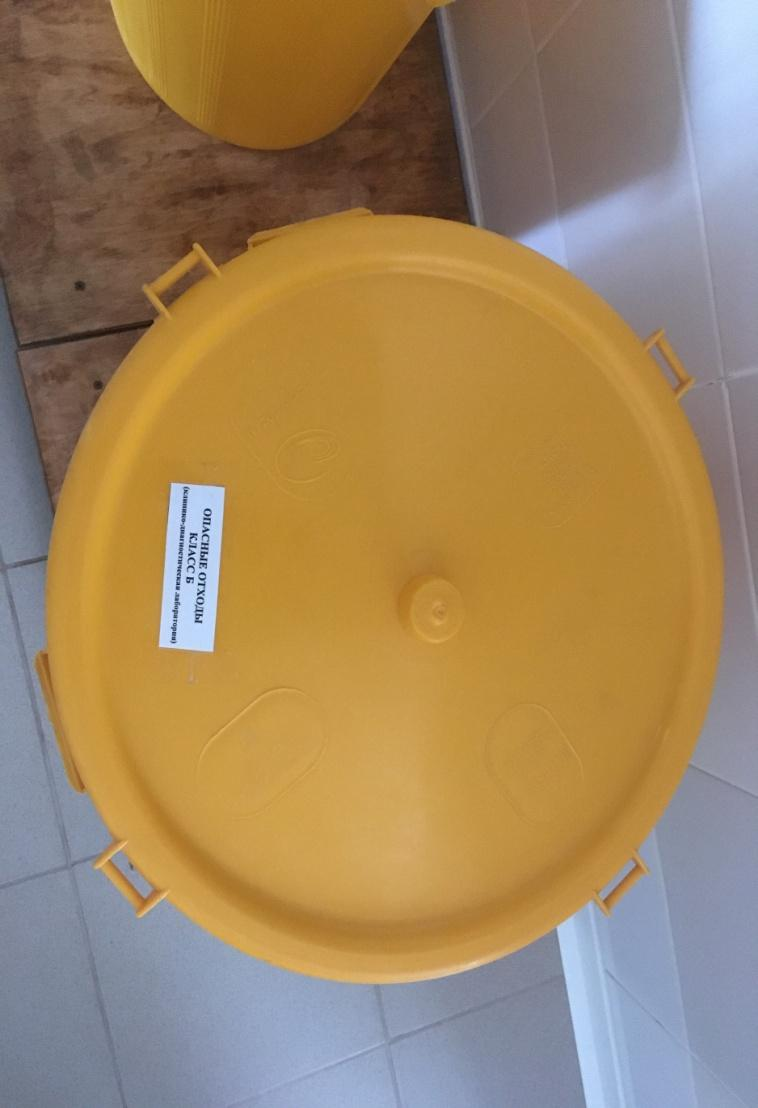 ОПАСНЫЕ ОТХОДЫ
КЛАСС Б
(клинико-диагностическая лаборатория)